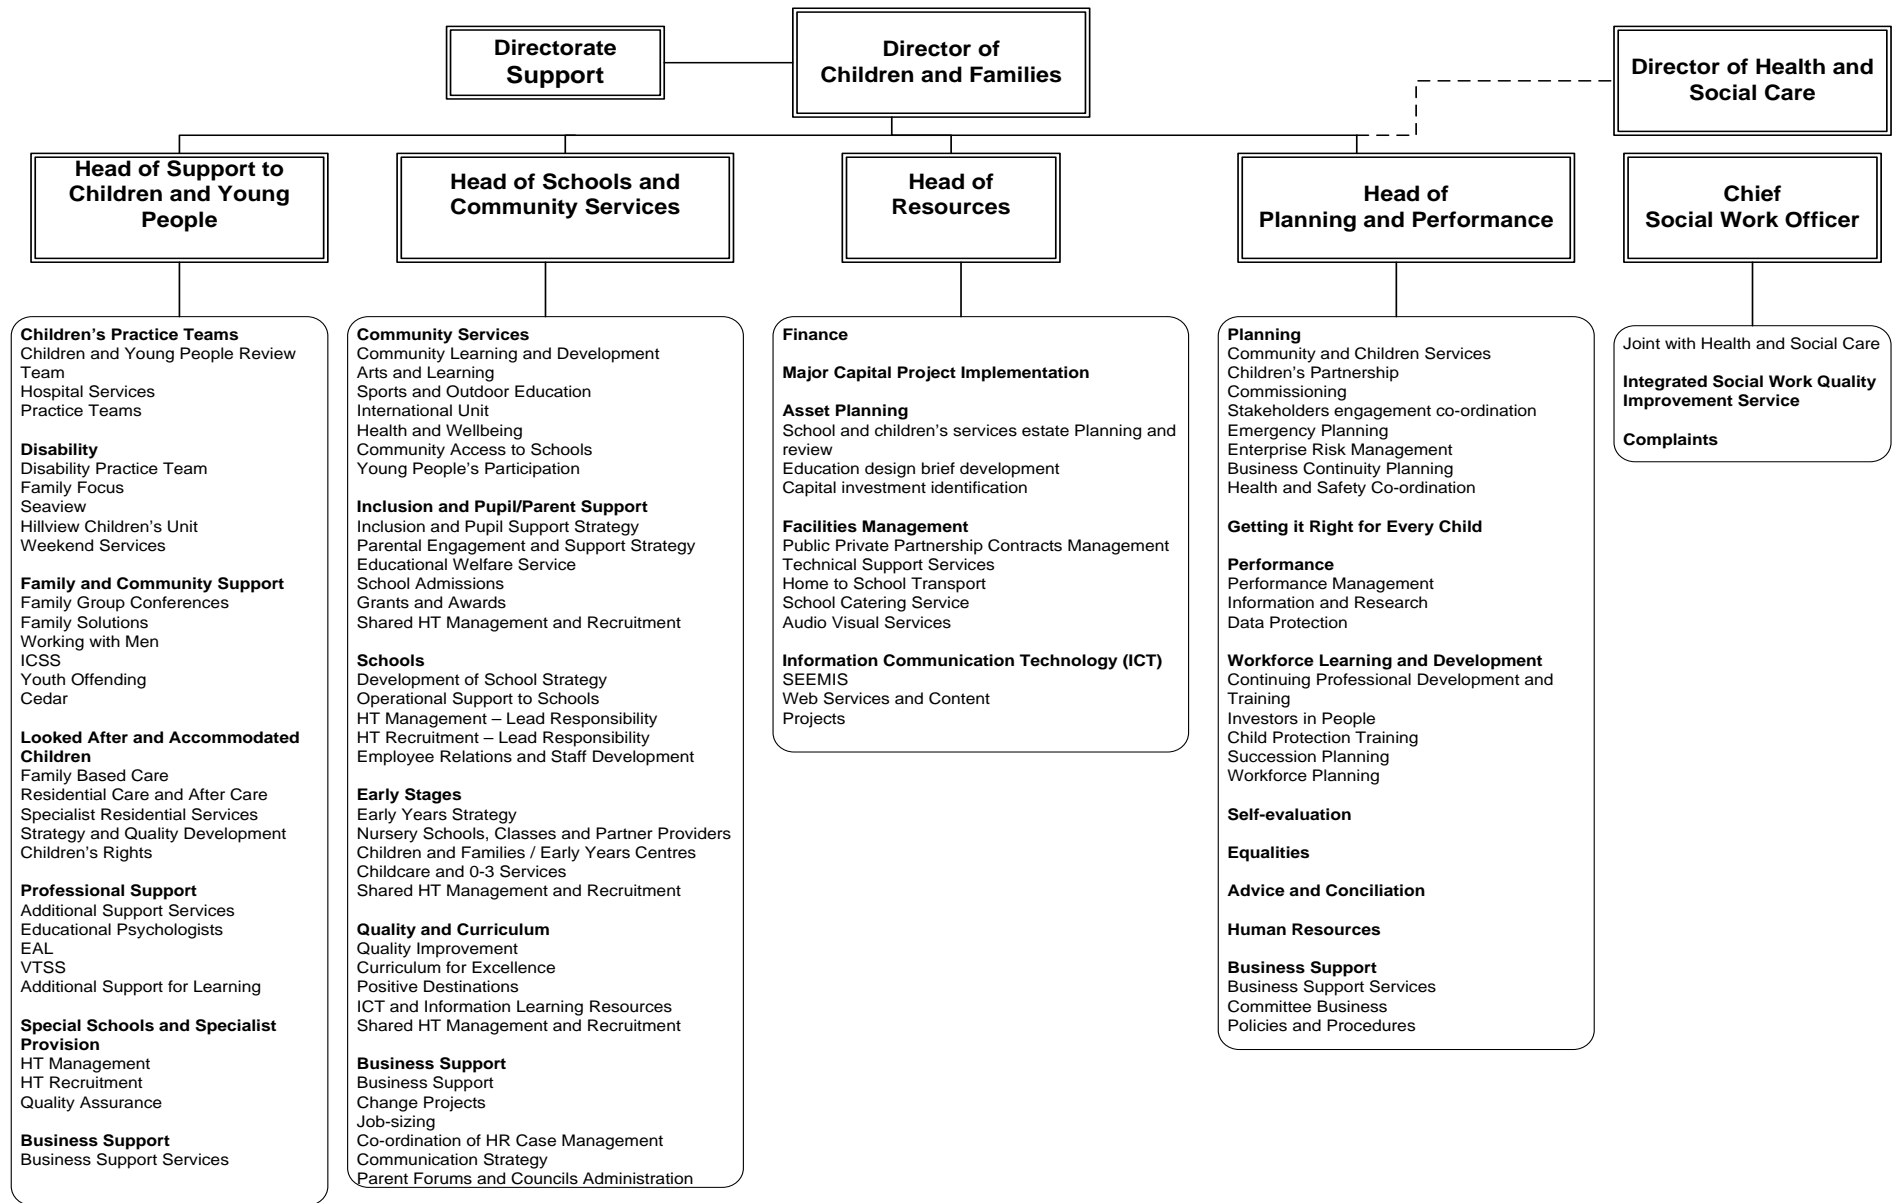 Directorate
Support
Director of
Children and Families
Director of Health and
Social Care
Head of Support to
Children and Young
People
Head of Schools and
Community Services
Head of
Resources
Head of
Planning and Performance
Chief
Social Work Officer
Children’s Practice Teams
Children and Young People Review
Team
Hospital Services
Practice Teams
Disability
Disability Practice Team
Family Focus
Seaview
Hillview Children’s Unit
Weekend Services
Family and Community Support
Family Group Conferences
Family Solutions
Working with Men
ICSS
Youth Offending
Cedar
Looked After and Accommodated
Children
Family Based Care
Residential Care and After Care
Specialist Residential Services
Strategy and Quality Development
Children’s Rights
Professional Support
Additional Support Services
Educational Psychologists
EAL
VTSS
Additional Support for Learning
Special Schools and Specialist
Provision
HT Management
HT Recruitment
Quality Assurance
Business Support
Business Support Services
Community Services
Community Learning and Development
Arts and Learning
Sports and Outdoor Education
International Unit
Health and Wellbeing
Community Access to Schools
Young People’s Participation
Inclusion and Pupil/Parent Support
Inclusion and Pupil Support Strategy
Parental Engagement and Support Strategy
Educational Welfare Service
School Admissions
Grants and Awards
Shared HT Management and Recruitment
Schools
Development of School Strategy
Operational Support to Schools
HT Management – Lead Responsibility
HT Recruitment – Lead Responsibility
Employee Relations and Staff Development
Early Stages
Early Years Strategy
Nursery Schools, Classes and Partner Providers
Children and Families / Early Years Centres
Childcare and 0-3 Services
Shared HT Management and Recruitment
Quality and Curriculum
Quality Improvement
Curriculum for Excellence
Positive Destinations
ICT and Information Learning Resources
Shared HT Management and Recruitment
Business Support
Business Support
Change Projects
Job-sizing
Co-ordination of HR Case Management
Communication Strategy
Parent Forums and Councils Administration
Finance
Major Capital Project Implementation
Asset Planning
School and children’s services estate Planning and
review
Education design brief development
Capital investment identification
Facilities Management
Public Private Partnership Contracts Management
Technical Support Services
Home to School Transport
School Catering Service
Audio Visual Services
Information Communication Technology (ICT)
SEEMIS
Web Services and Content
Projects
Planning
Community and Children Services
Children’s Partnership
Commissioning
Stakeholders engagement co-ordination
Emergency Planning
Enterprise Risk Management
Business Continuity Planning
Health and Safety Co-ordination
Getting it Right for Every Child
Performance
Performance Management
Information and Research
Data Protection
Workforce Learning and Development
Continuing Professional Development and
Training
Investors in People
Child Protection Training
Succession Planning
Workforce Planning
Self-evaluation
Equalities
Advice and Conciliation
Human Resources
Business Support
Business Support Services
Committee Business
Policies and Procedures
Joint with Health and Social Care
Integrated Social Work Quality
Improvement Service
Complaints